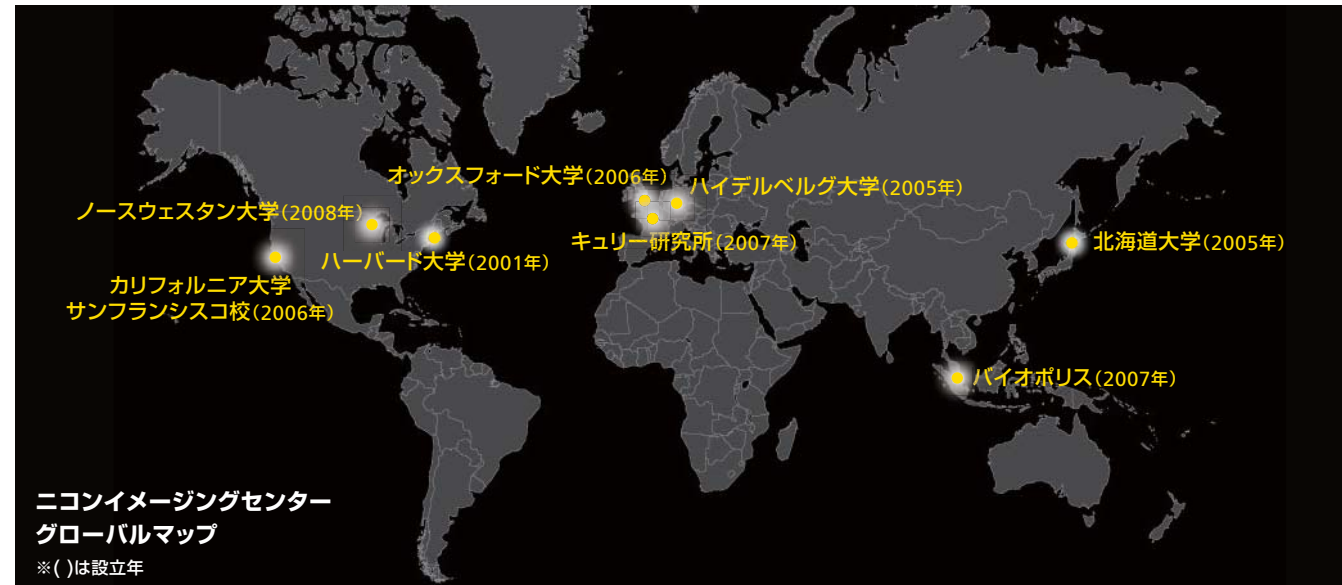 オックスフォード大学(2006年)
ハイデルベルグ大学(2005年)
ノースウェスタン大学(2008年)
キュリー研究所(2007年)
北海道大学(2005年)
ハーバード大学(2001年)
カリフォルニア大学
サンフランシスコ校(2006年)
バイオポリス(2007年)
ニコンイメージングセンター
グローバルマップ
※( )は設立年